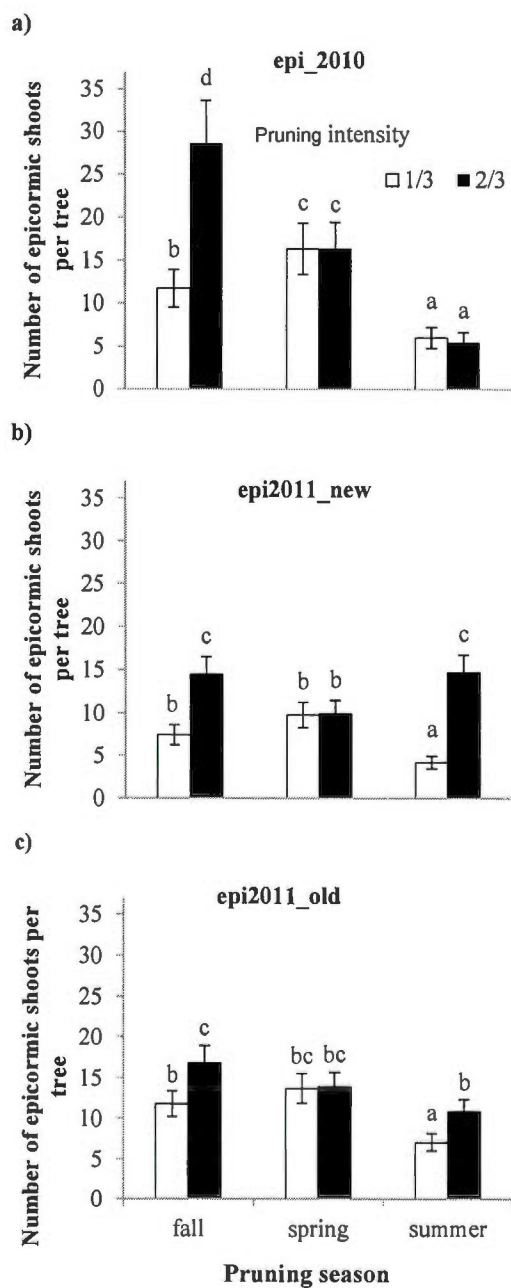 a)
epi_2010
Number of epicormic shoots
per tree
35
30
25
20
15
10
5
0
Pruning intensity
1/3 2/3
b d c c a a
b)
epi2011_new
Number of epicormic shoots
per tree
35
30
25
20
15
10
5
0
b c b b a c
c)
epi2011_old
Number of epicormic shoots per
tree
35
30
25
20
15
10
5
0
b c bc bc a b
fall spring summer
Pruning season